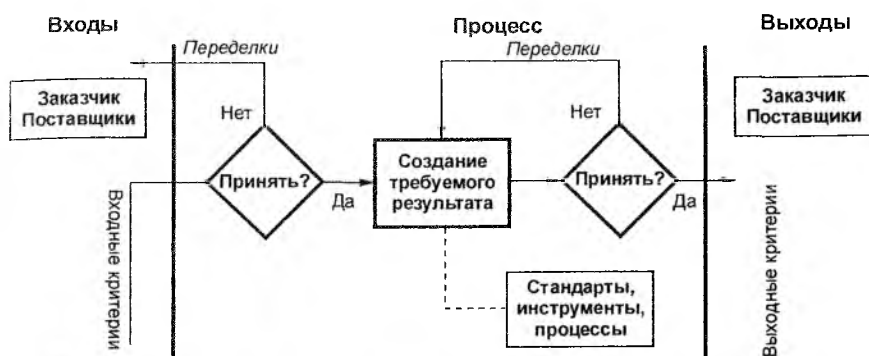 Входы
Процесс
Выходы
Переделки
Переделки
Заказчик
Поставщики
Нет
Нет
Заказчик
Поставщики
Принять?
Да
Создание
требуемого
результата
Принять?
Да
Входные критерии
Стандарты,
инструменты,
процессы
Выходные критерии